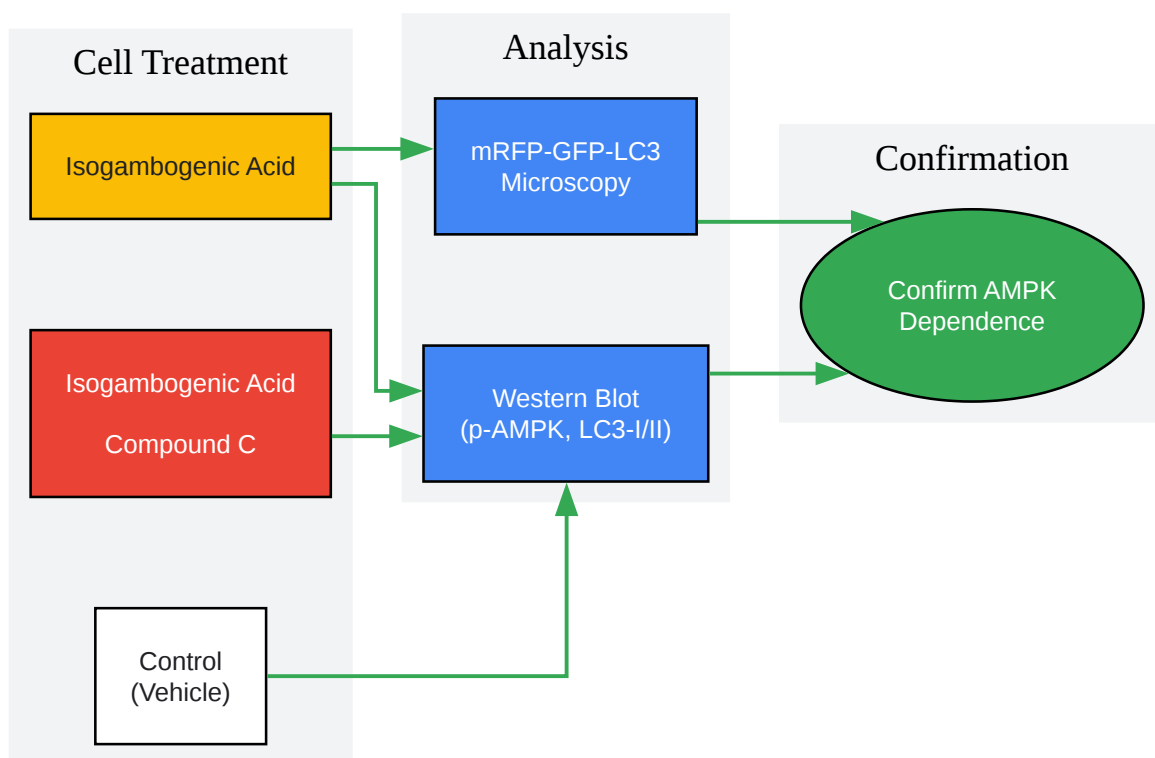 Cell Treatment
Isogambogenic Acid
Isogambogenic Acid
Compound C
Control
(Vehicle)
Analysis
mRFP-GFP-LC3
Microscopy
Western Blot
(p-AMPK, LC3-I/II)
Confirmation
Confirm AMPK
Dependence